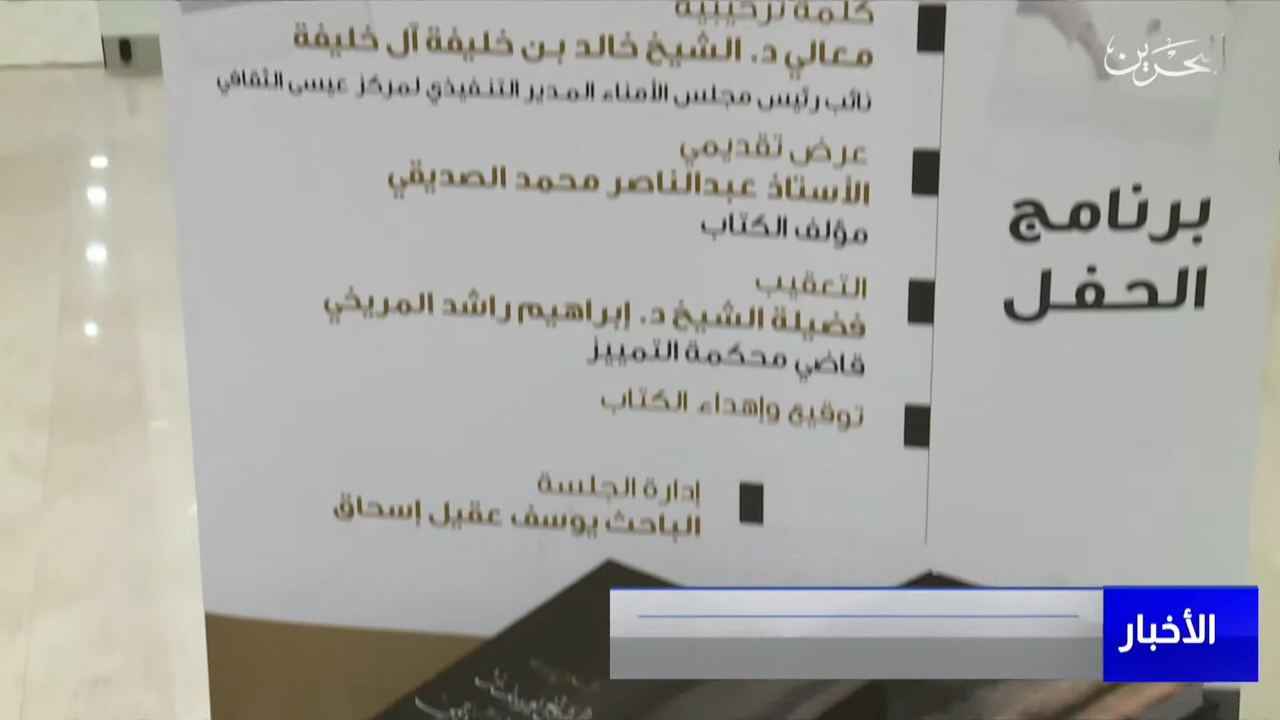 بحرين
برنامج
الحفل
كلمة ترحيبية
معالي د. الشيخ خالد بن خليفة آل خليفة
نائب رئيس مجلس الأمناء المدير التنفيذي لمركز عيسى الثقافي
عرض تقديمي
الأستاذ عبدالناصر محمد الصديقي
مؤلف الكتاب
التعقيب
فضيلة الشيخ د. إبراهيم راشد المريخي
قاضي محكمة التمييز
توقيع وإهداء الكتاب
إدارة الجلسة
الباحث يوسف عقيل إسحاق
الأخبار